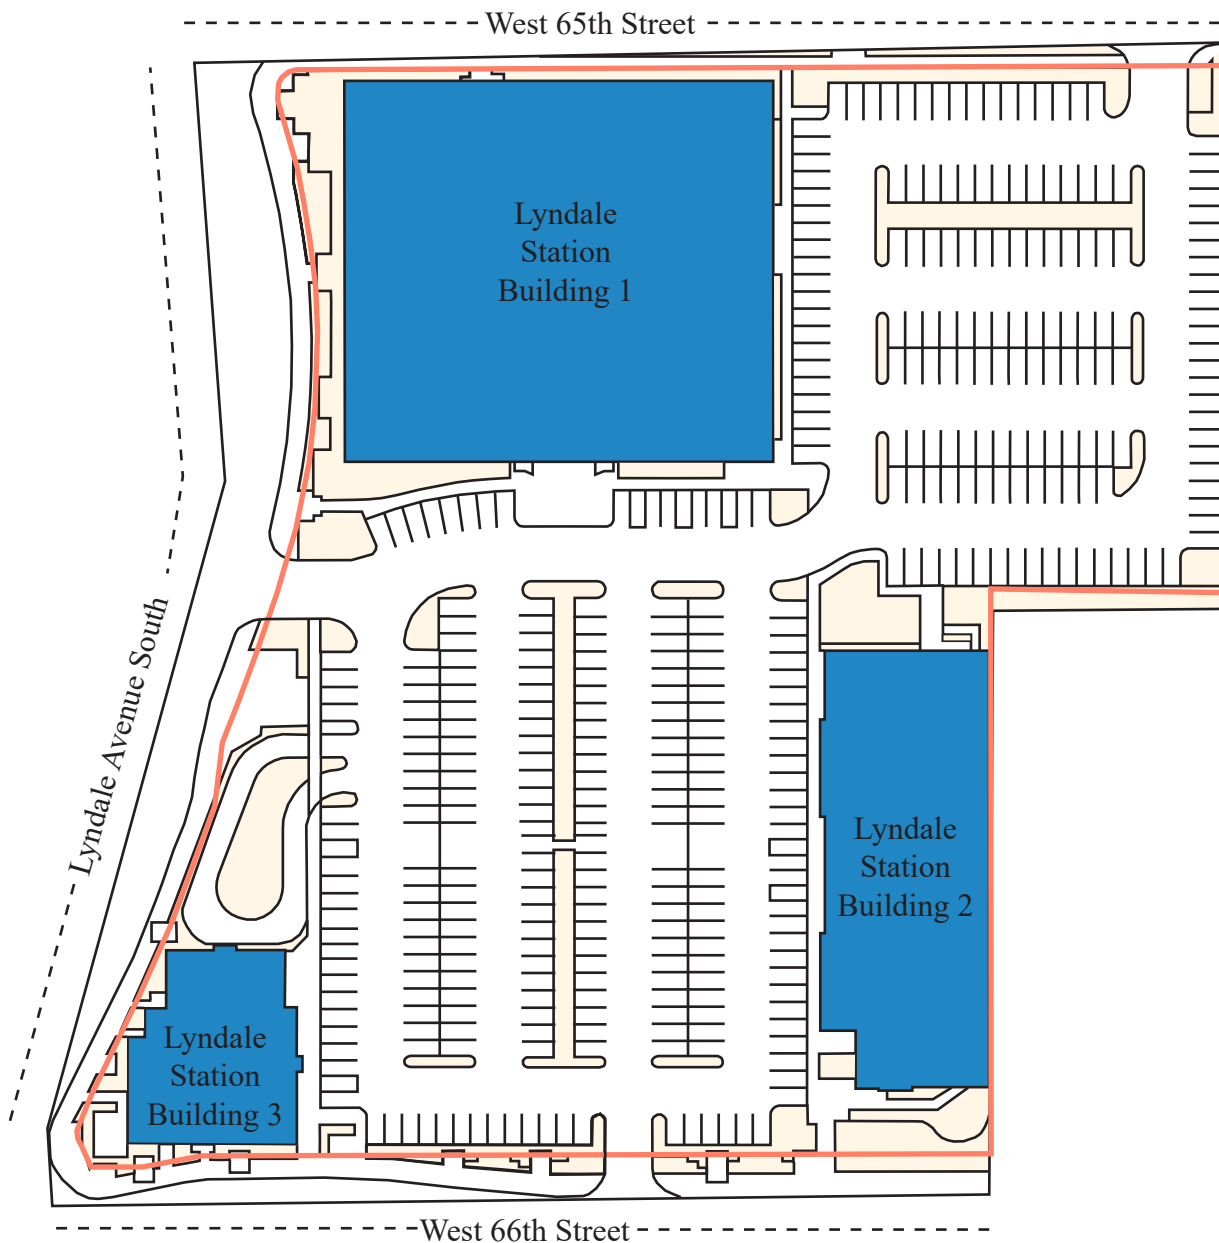 West 65th Street
Lyndale
Station
Building 1
Lyndale Avenue South
Lyndale
Station
Building 2
Lyndale
Station
Building 3
West 66th Street